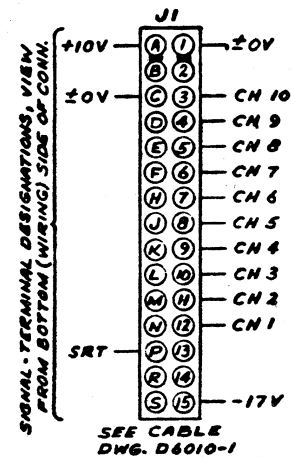 J1
SIGNAL-TERMINAL DESIGNATIONS, VIEW
FROM BOTTOM (WIRING) SIDE OF CONN.
+10V A 1 ±0V
B 2
±0V C 3 CH 10
D 4 CH 9
E 5 CH 8
F 6 CH 7
H 7 CH 6
J 8 CH 5
K 9 CH 4
L 10 CH 3
M H CH 2
N 12 CH 1
SRT P 13
R 14
S 15 -17V
SEE CABLE
DWG. D6010-1